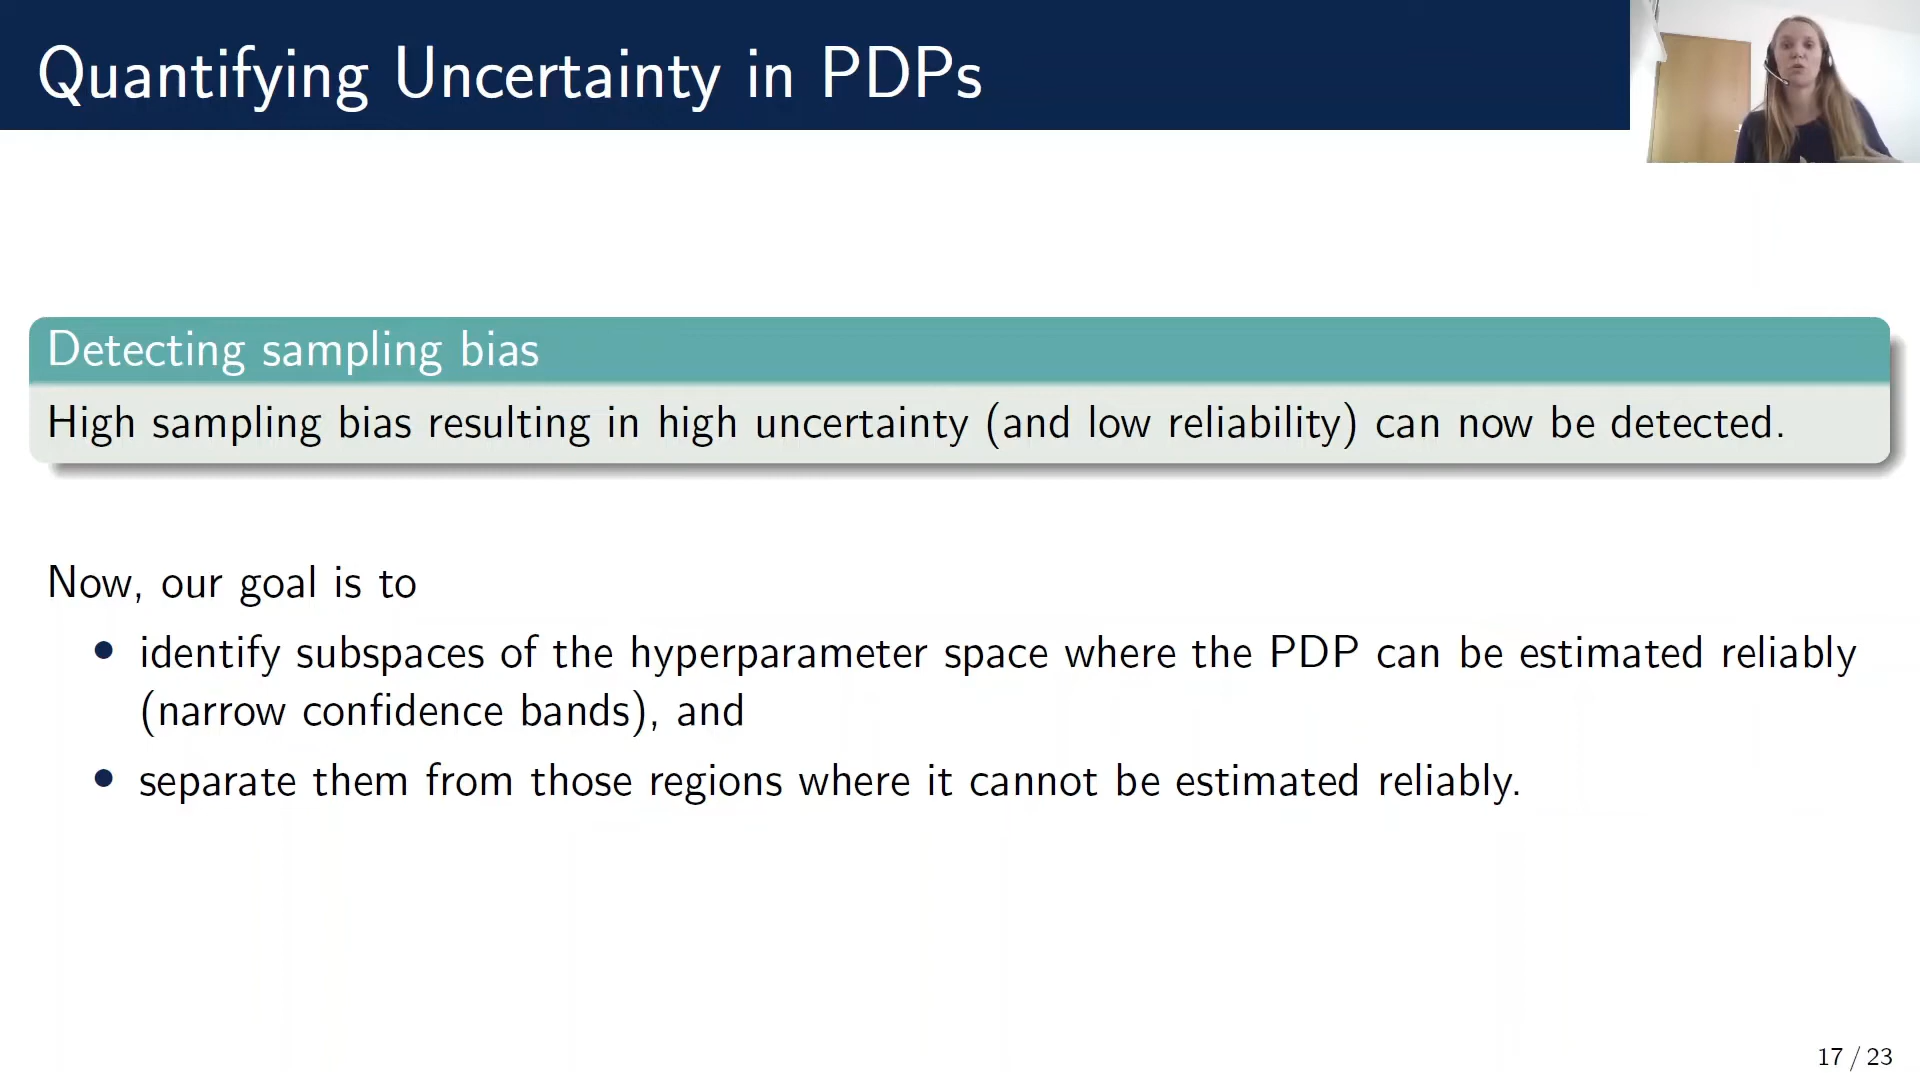 Quantifying Uncertainty in PDPs
Detecting sampling bias
High sampling bias resulting in high uncertainty (and low reliability) can now be detected.
Now, our goal is to
• identify subspaces of the hyperparameter space where the PDP can be estimated reliably
(narrow confidence bands), and
• separate them from those regions where it cannot be estimated reliably.
17 / 23